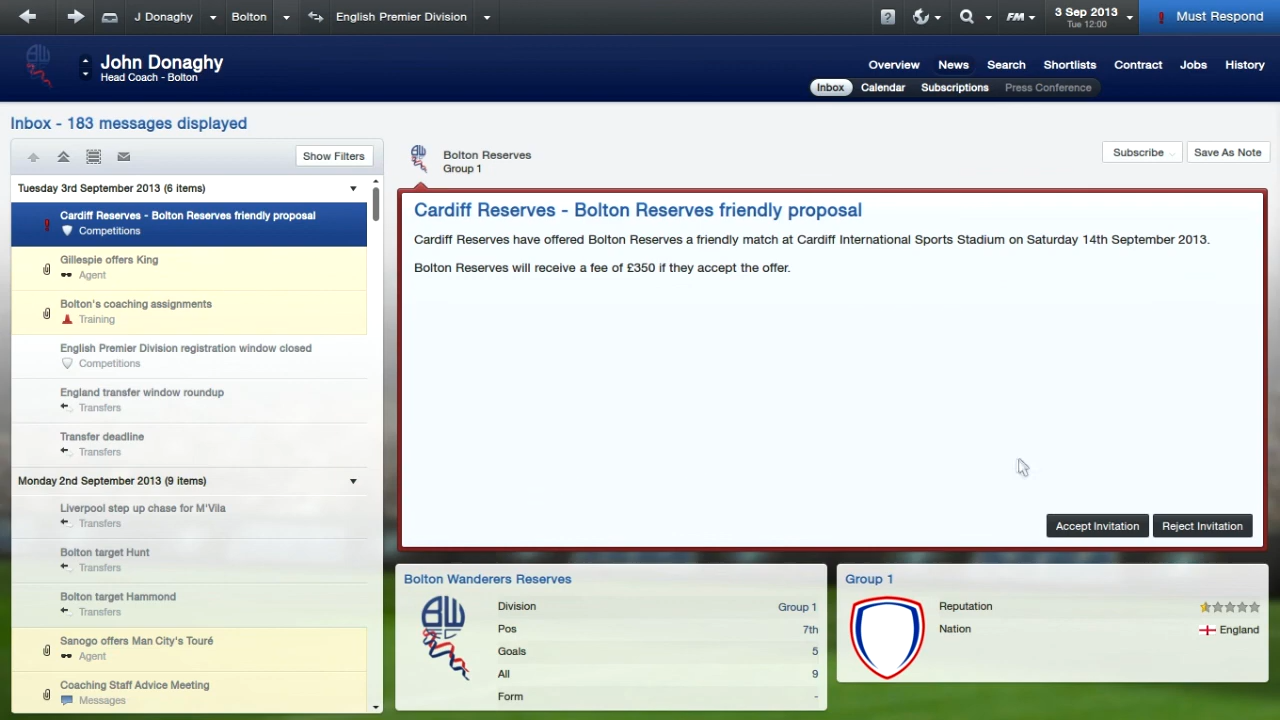 J Donaghy
Bolton
English Premier Division
?
FM
3 Sep 2013
Tue 12:00
Must Respond
John Donaghy
Head Coach - Bolton
Overview
News
Search
Shortlists
Contract
Jobs
History
Inbox
Calendar
Subscriptions
Press Conference
Inbox - 183 messages displayed
Show Filters
Tuesday 3rd September 2013 (6 items)
Cardiff Reserves - Bolton Reserves friendly proposal
Competitions
Gillespie offers King
Agent
Bolton's coaching assignments
Training
English Premier Division registration window closed
Competitions
England transfer window roundup
Transfers
Transfer deadline
Transfers
Monday 2nd September 2013 (9 items)
Liverpool step up chase for M'Vila
Transfers
Bolton target Hunt
Transfers
Bolton target Hammond
Transfers
Sanogo offers Man City's Touré
Agent
Coaching Staff Advice Meeting
Messages
Bolton Reserves
Group 1
Subscribe
Save As Note
Cardiff Reserves - Bolton Reserves friendly proposal
Cardiff Reserves have offered Bolton Reserves a friendly match at Cardiff International Sports Stadium on Saturday 14th September 2013.
Bolton Reserves will receive a fee of £350 if they accept the offer.
Accept Invitation
Reject Invitation
Bolton Wanderers Reserves
Division Group 1
Pos 7th
Goals 5
All 9
Form -
Group 1
Reputation
Nation England